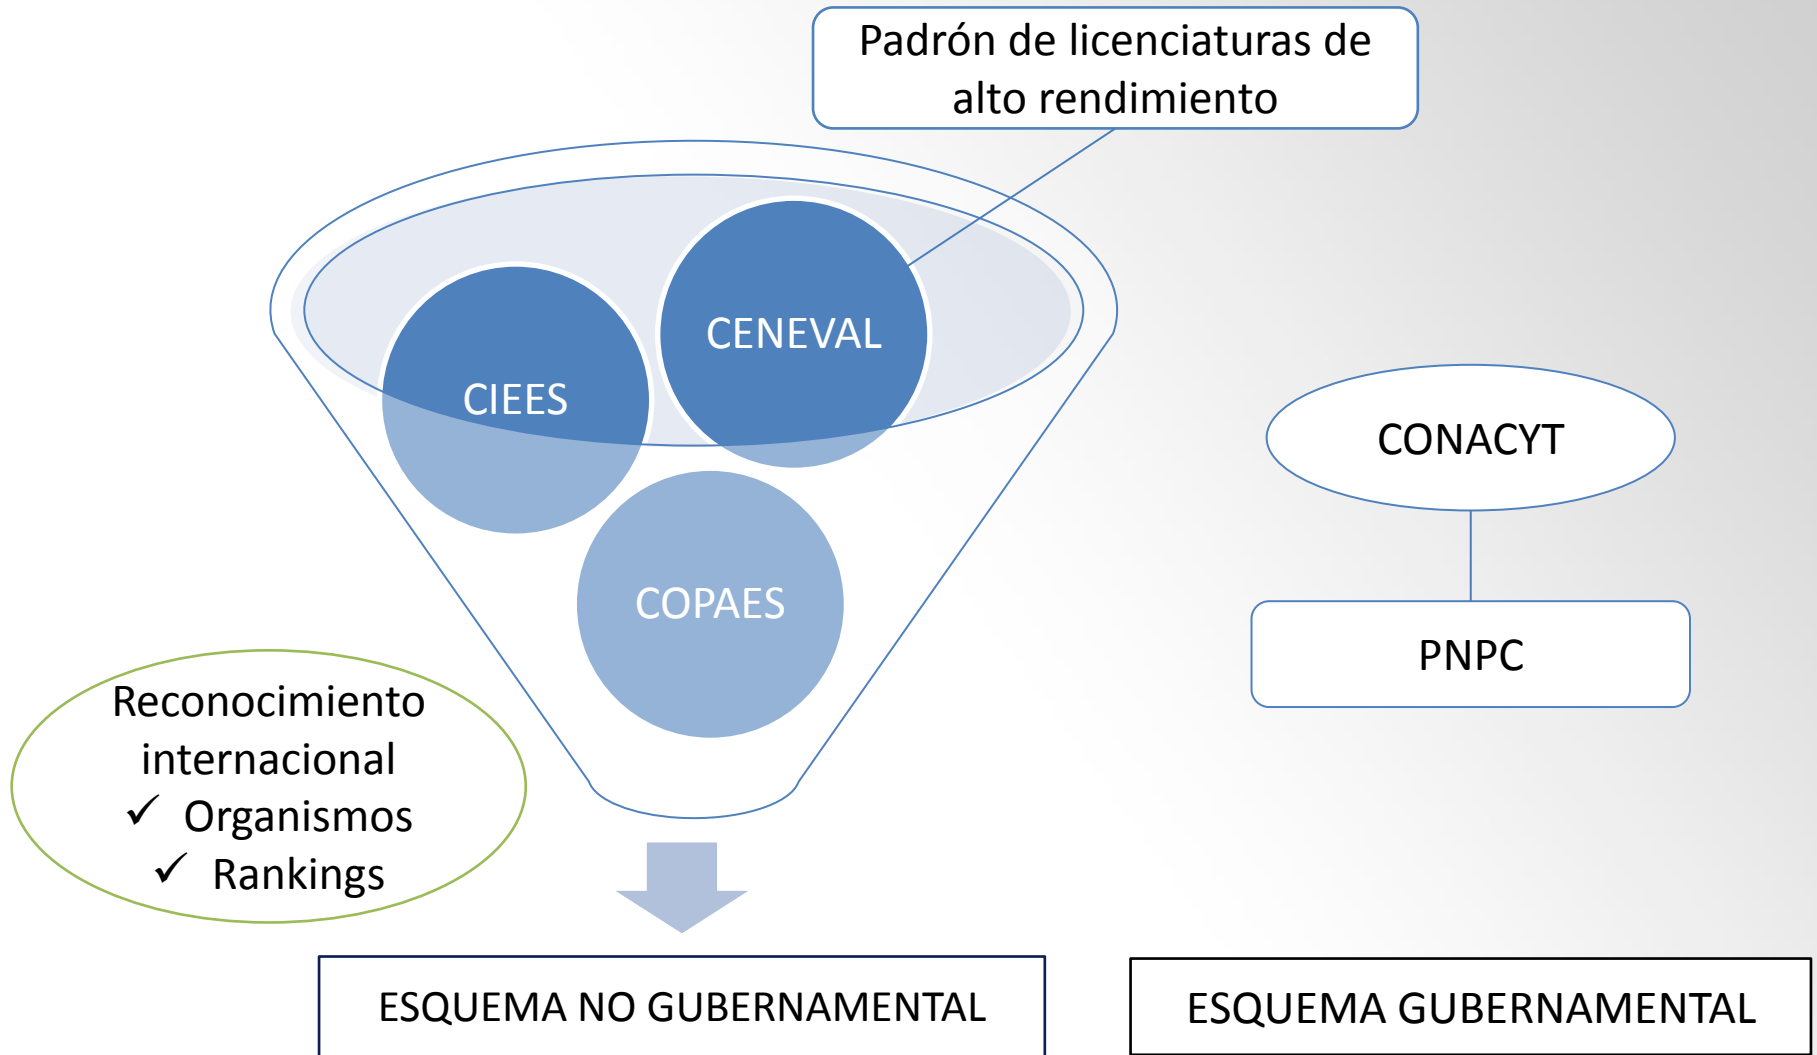 Padrón de licenciaturas de
alto rendimiento
CENEVAL
CIEES
COPAES
CONACYT
PNPC
Reconocimiento
internacional
✓ Organismos
✓ Rankings
ESQUEMA NO GUBERNAMENTAL
ESQUEMA GUBERNAMENTAL